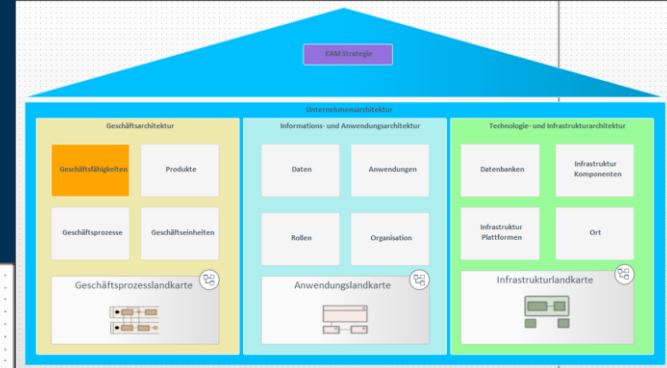 EAM Strategie
Unternehmensarchitektur
Geschäftsarchitektur
Geschäftsfähigkeiten
Produkte
Geschäftsprozesse
Geschäftseinheiten
Geschäftsprozesslandkarte
Informations- und Anwendungsarchitektur
Daten
Anwendungen
Rollen
Organisation
Anwendungslandkarte
Technologie- und Infrastrukturarchitektur
Datenbanken
Infrastruktur
Komponenten
Infrastruktur
Plattformen
Ort
Infrastrukturlandkarte